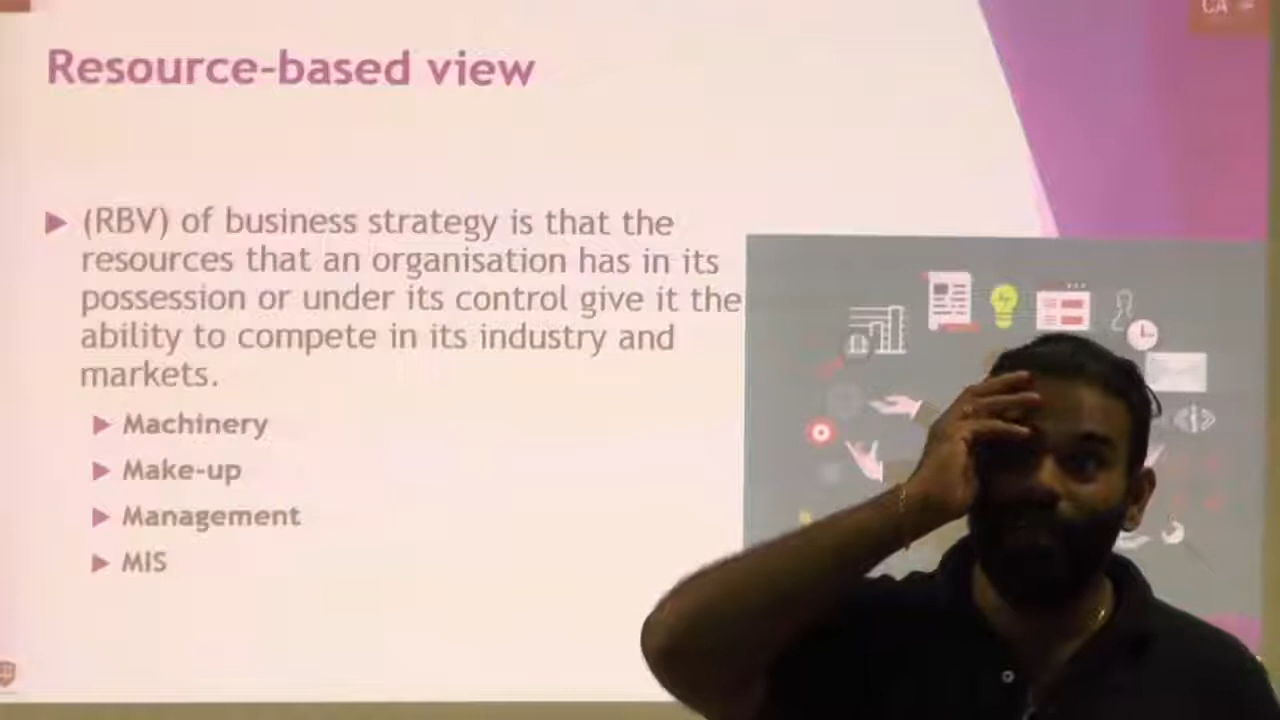 CA
Resource-based view
(RBV) of business strategy is that the
resources that an organisation has in its
possession or under its control give it the
ability to compete in its industry and
markets.
Machinery
Make-up
Management
MIS